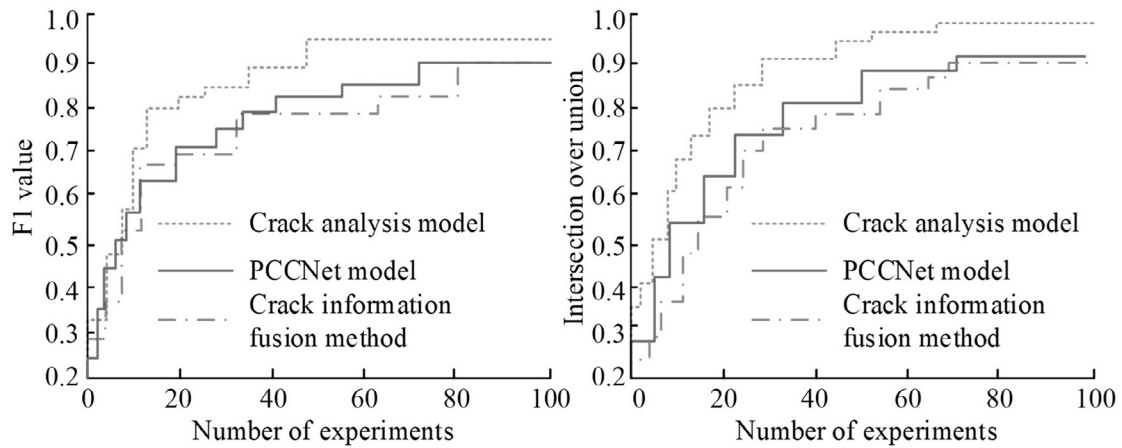 1.0
0.9
0.8
0.7
0.6
0.5
0.4
0.3
0.2
F1 value
Crack analysis model
PCCNet model
Crack information
fusion method
0 20 40 60 80 100
Number of experiments
1.0
0.9
0.8
0.7
0.6
0.5
0.4
0.3
0.2
Intersection over union
Crack analysis model
PCCNet model
Crack information
fusion method
0 20 40 60 80 100
Number of experiments